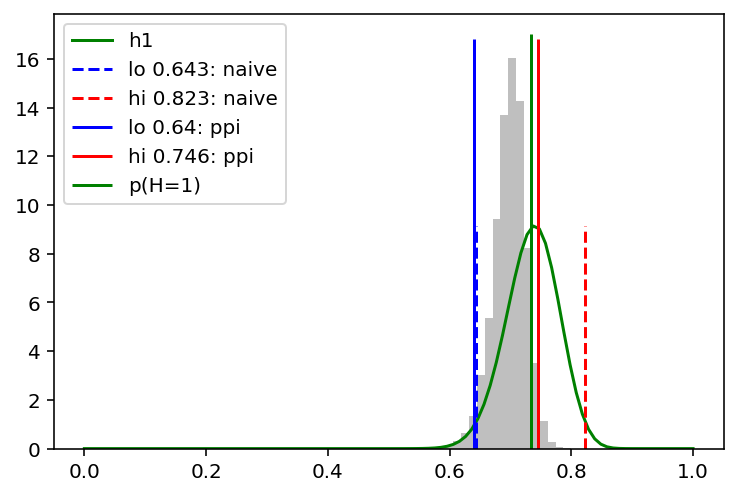 h1
lo 0.643: naive
hi 0.823: naive
lo 0.64: ppi
hi 0.746: ppi
p(H=1)
16
14
12
10
8
6
4
2
0
0.0 0.2 0.4 0.6 0.8 1.0